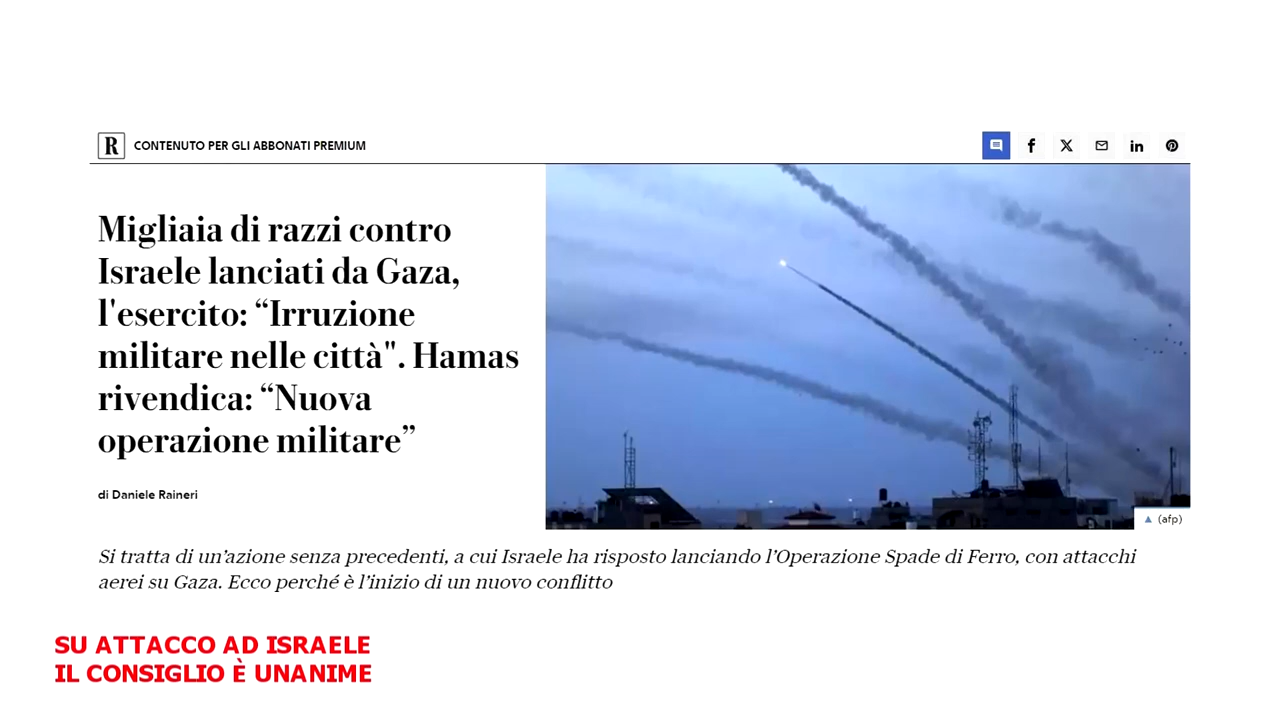 R CONTENUTO PER GLI ABBONATI PREMIUM
Migliaia di razzi contro
Israele lanciati da Gaza,
l'esercito: “Irruzione
militare nelle città". Hamas
rivendica: “Nuova
operazione militare”
di Daniele Raineri
(afp)
Si tratta di un’azione senza precedenti, a cui Israele ha risposto lanciando l’Operazione Spade di Ferro, con attacchi
aerei su Gaza. Ecco perché è l’inizio di un nuovo conflitto
SU ATTACCO AD ISRAELE
IL CONSIGLIO È UNANIME